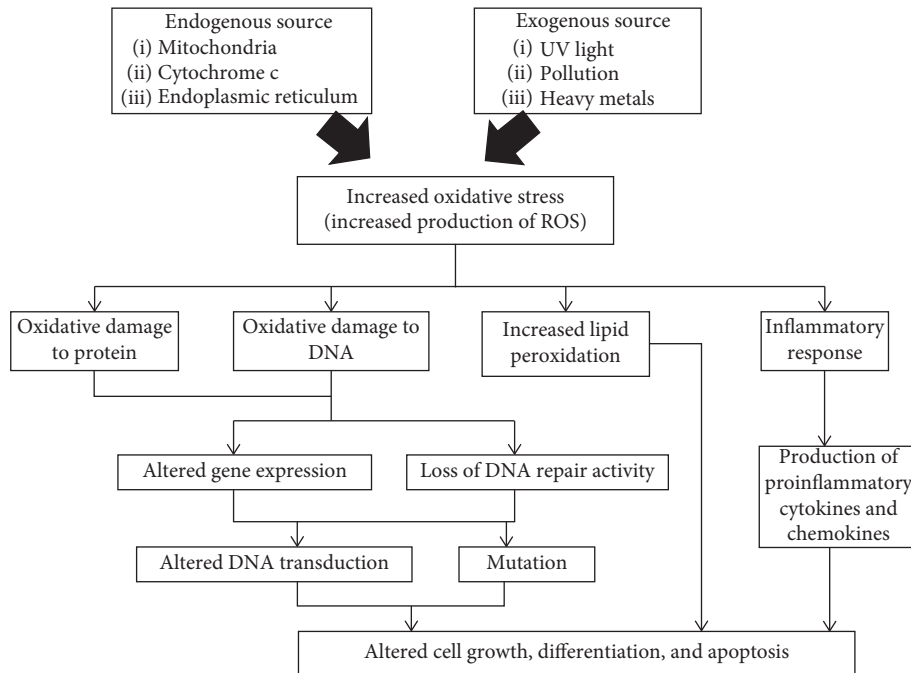 Endogenous source
(i) Mitochondria
(ii) Cytochrome c
(iii) Endoplasmic reticulum
Exogenous source
(i) UV light
(ii) Pollution
(iii) Heavy metals
Increased oxidative stress
(increased production of ROS)
Oxidative damage
to protein
Oxidative damage to
DNA
Increased lipid
peroxidation
Inflammatory
response
Altered gene expression
Loss of DNA repair activity
Production of
proinflammatory
cytokines and
chemokines
Altered DNA transduction
Mutation
Altered cell growth, differentiation, and apoptosis